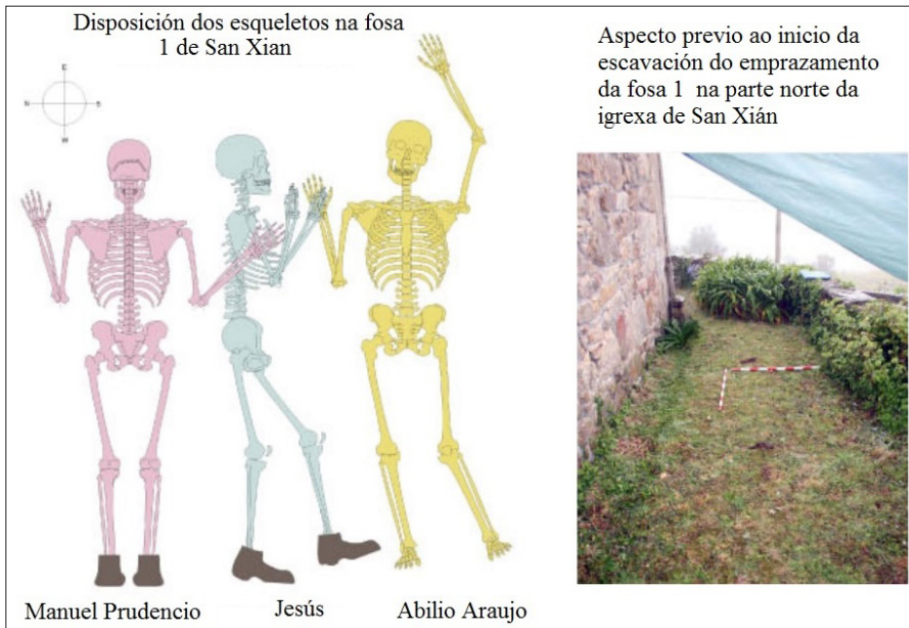 Disposición dos esqueletos na fosa
1 de San Xian
E
N
S
W
Manuel Prudencio
Jesús
Abilio Araujo
Aspecto previo ao inicio da
escavación do emprazamento
da fosa 1 na parte norte da
igrexa de San Xián